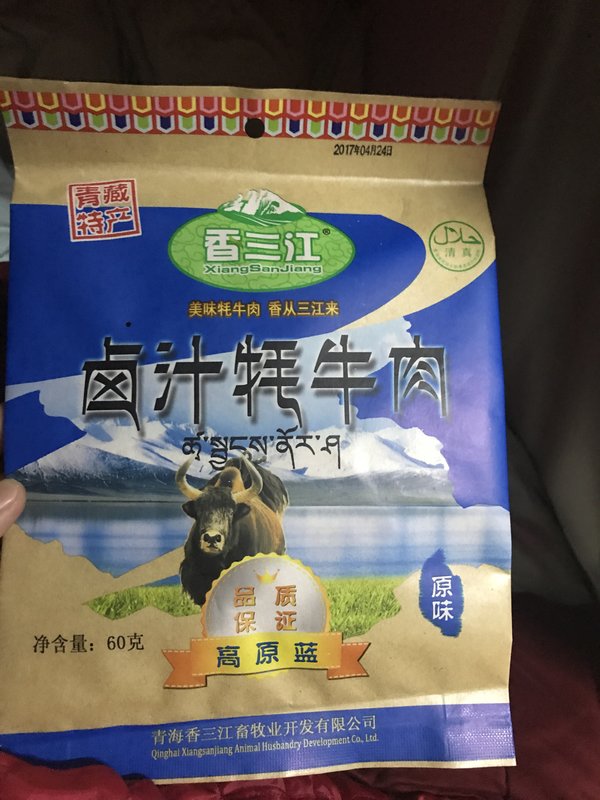 2017年04月24日
青藏
特产
香三江®
XiangSanJiang
清真
美味牦牛肉 香从三江来
卤汁牦牛肉
原味
品质
保证
高原蓝
净含量：60克
青海香三江畜牧业开发有限公司
Qinghai Xiangsanjiang Animal Husbandry Development Co., Ltd.